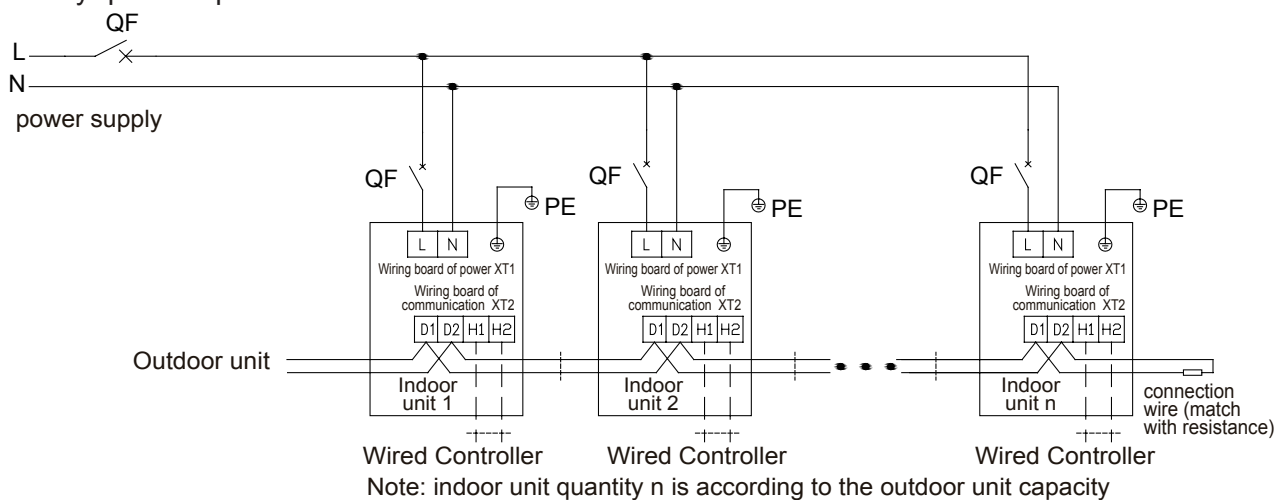 QF
L
N
power supply
QF
PE
QF
PE
QF
PE
L N
Wiring board of power XT1
Wiring board of
communication XT2
D1 D2 H1 H2
L N
Wiring board of power XT1
Wiring board of
communication XT2
D1 D2 H1 H2
L N
Wiring board of power XT1
Wiring board of
communication XT2
D1 D2 H1 H2
Outdoor unit
Indoor
unit 1
Indoor
unit 2
Indoor
unit n
connection
wire (match
with resistance)
Wired Controller
Wired Controller
Wired Controller
Note: indoor unit quantity n is according to the outdoor unit capacity